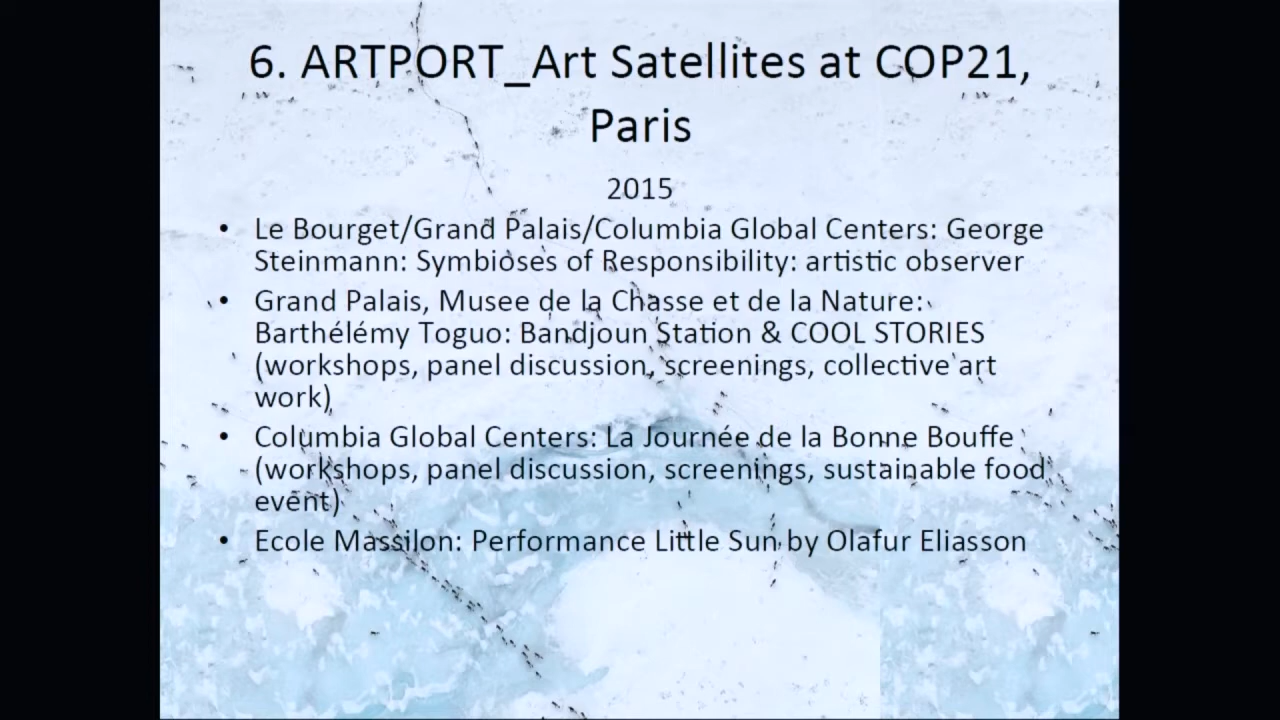 6. ARTPORT_Art Satellites at COP21,
Paris
2015
• Le Bourget/Grand Palais/Columbia Global Centers: George
Steinmann: Symbioses of Responsibility: artistic observer
• Grand Palais, Musee de la Chasse et de la Nature:
Barthélémy Toguo: Bandjoun Station & COOL STORIES
(workshops, panel discussion, screenings, collective art
work)
• Columbia Global Centers: La Journée de la Bonne Bouffe
(workshops, panel discussion, screenings, sustainable food
event)
• Ecole Massilon: Performance Little Sun by Olafur Eliasson